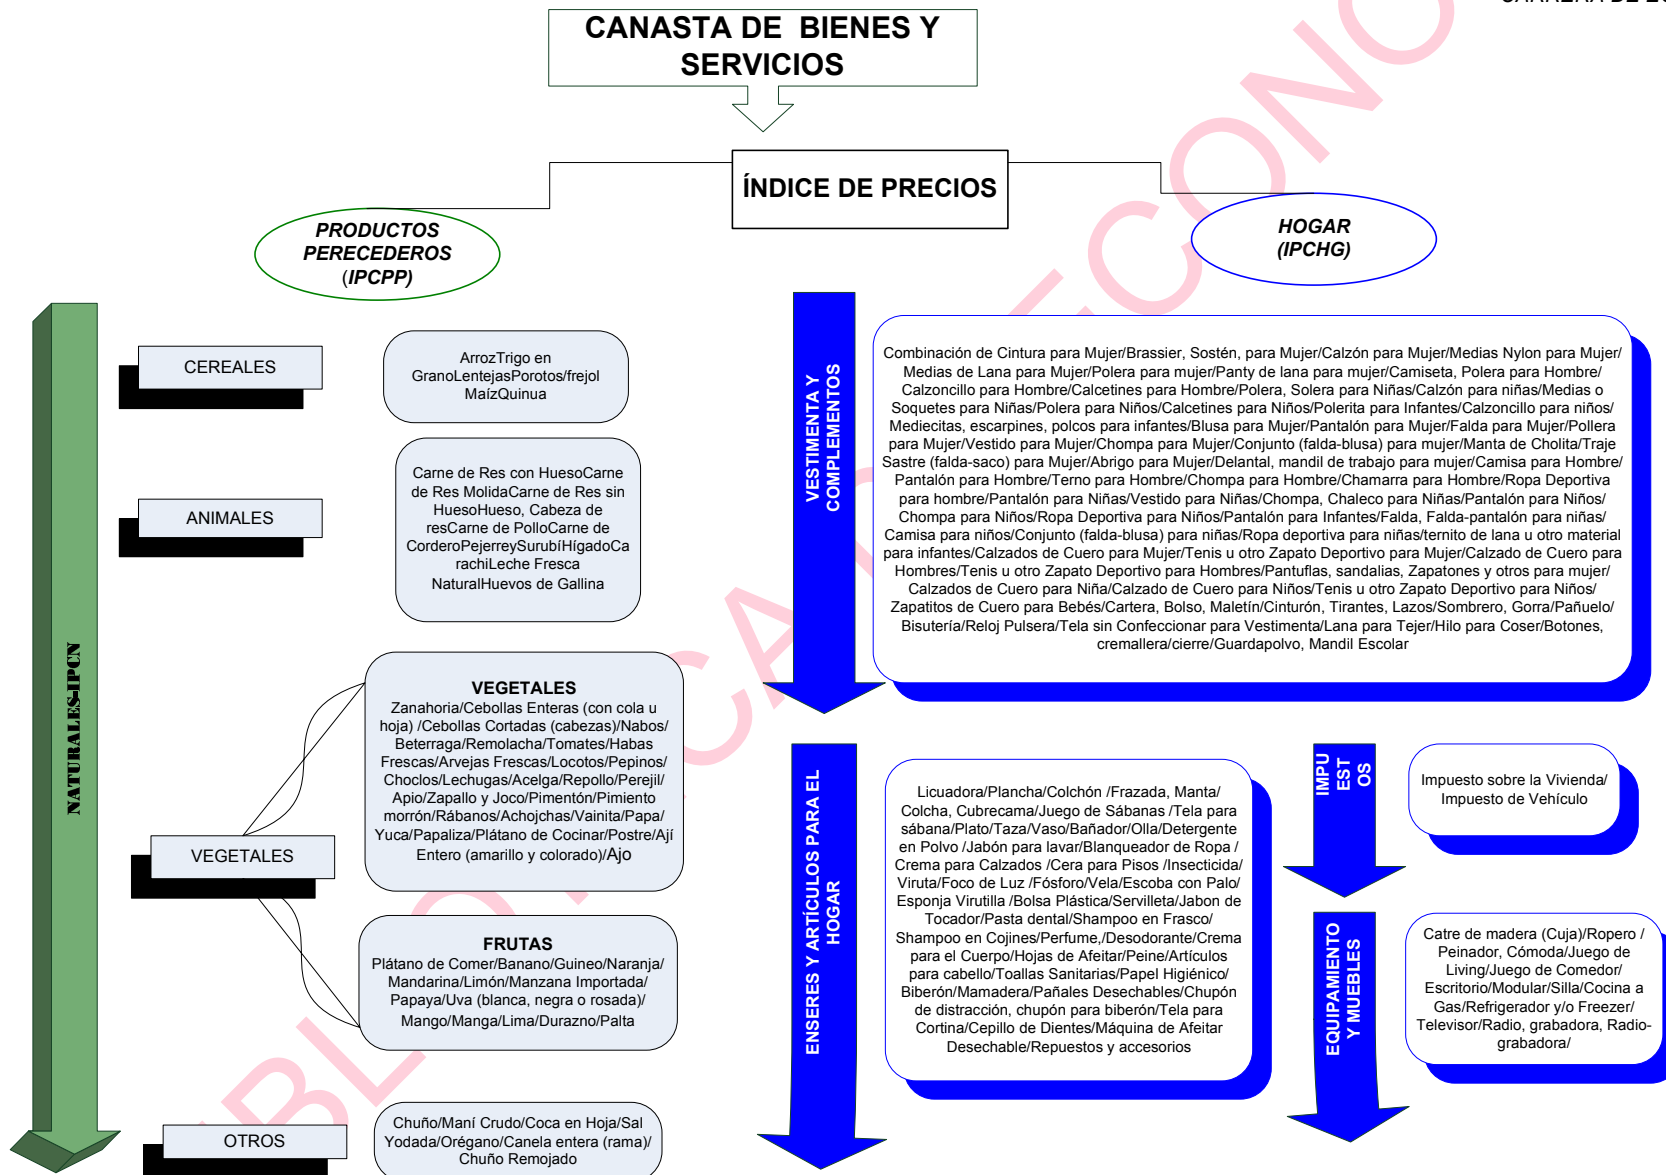 CANASTA DE BIENES Y
SERVICIOS
ÍNDICE DE PRECIOS
PRODUCTOS
PERECEDEROS
(IPCPP)
HOGAR
(IPCHG)
NATURALES-IPCN
CEREALES
ArrozTrigo en
GranoLentejasPorotos/frejol
MaízQuinua
ANIMALES
Carne de Res con HuesoCarne
de Res MolidaCarne de Res sin
HuesoHueso, Cabeza de
resCarne de PolloCarne de
CorderoPejerreySurubíHígadoCa
rachiLeche Fresca
NaturalHuevos de Gallina
VEGETALES
VEGETALES
Zanahoria/Cebollas Enteras (con cola u
hoja) /Cebollas Cortadas (cabezas)/Nabos/
Beterraga/Remolacha/Tomates/Habas
Frescas/Arvejas Frescas/Locotos/Pepinos/
Choclos/Lechugas/Acelga/Repollo/Perejil/
Apio/Zapallo y Joco/Pimentón/Pimiento
morrón/Rábanos/Achojchas/Vainita/Papa/
Yuca/Papaliza/Plátano de Cocinar/Postre/Ají
Entero (amarillo y colorado)/Ajo
FRUTAS
Plátano de Comer/Banano/Guineo/Naranja/
Mandarina/Limón/Manzana Importada/
Papaya/Uva (blanca, negra o rosada)/
Mango/Manga/Lima/Durazno/Palta
OTROS
Chuño/Maní Crudo/Coca en Hoja/Sal
Yodada/Orégano/Canela entera (rama)/
Chuño Remojado
VESTIMENTA Y
COMPLEMENTOS
Combinación de Cintura para Mujer/Brassier, Sostén, para Mujer/Calzón para Mujer/Medias Nylon para Mujer/
Medias de Lana para Mujer/Polera para mujer/Panty de lana para mujer/Camiseta, Polera para Hombre/
Calzoncillo para Hombre/Calcetines para Hombre/Polera, Solera para Niñas/Calzón para niñas/Medias o
Soquetes para Niñas/Polera para Niños/Calcetines para Niños/Polerita para Infantes/Calzoncillo para niños/
Mediecitas, escarpines, polcos para infantes/Blusa para Mujer/Pantalón para Mujer/Falda para Mujer/Pollera
para Mujer/Vestido para Mujer/Chompa para Mujer/Conjunto (falda-blusa) para mujer/Manta de Cholita/Traje
Sastre (falda-saco) para Mujer/Abrigo para Mujer/Delantal, mandil de trabajo para mujer/Camisa para Hombre/
Pantalón para Hombre/Terno para Hombre/Chompa para Hombre/Chamarra para Hombre/Ropa Deportiva
para hombre/Pantalón para Niñas/Vestido para Niñas/Chompa, Chaleco para Niñas/Pantalón para Niños/
Chompa para Niños/Ropa Deportiva para Niños/Pantalón para Infantes/Falda, Falda-pantalón para niñas/
Camisa para niños/Conjunto (falda-blusa) para niñas/Ropa deportiva para niñas/ternito de lana u otro material
para infantes/Calzados de Cuero para Mujer/Tenis u otro Zapato Deportivo para Mujer/Calzado de Cuero para
Hombres/Tenis u otro Zapato Deportivo para Hombres/Pantuflas, sandalias, Zapatones y otros para mujer/
Calzados de Cuero para Niña/Calzado de Cuero para Niños/Tenis u otro Zapato Deportivo para Niños/
Zapatitos de Cuero para Bebés/Cartera, Bolso, Maletín/Cinturón, Tirantes, Lazos/Sombrero, Gorra/Pañuelo/
Bisutería/Reloj Pulsera/Tela sin Confeccionar para Vestimenta/Lana para Tejer/Hilo para Coser/Botones,
cremallera/cierre/Guardapolvo, Mandil Escolar
ENSERES Y ARTÍCULOS PARA EL
HOGAR
Licuadora/Plancha/Colchón /Frazada, Manta/
Colcha, Cubrecama/Juego de Sábanas /Tela para
sábana/Plato/Taza/Vaso/Bañador/Olla/Detergente
en Polvo /Jabón para lavar/Blanqueador de Ropa /
Crema para Calzados /Cera para Pisos /Insecticida/
Viruta/Foco de Luz /Fósforo/Vela/Escoba con Palo/
Esponja Virutilla /Bolsa Plástica/Servilleta/Jabon de
Tocador/Pasta dental/Shampoo en Frasco/
Shampoo en Cojines/Perfume,/Desodorante/Crema
para el Cuerpo/Hojas de Afeitar/Peine/Artículos
para cabello/Toallas Sanitarias/Papel Higiénico/
Biberón/Mamadera/Pañales Desechables/Chupón
de distracción, chupón para biberón/Tela para
Cortina/Cepillo de Dientes/Máquina de Afeitar
Desechable/Repuestos y accesorios
IMPU
EST
OS
Impuesto sobre la Vivienda/
Impuesto de Vehículo
EQUIPAMIENTO
Y MUEBLES
Catre de madera (Cuja)/Ropero /
Peinador, Cómoda/Juego de
Living/Juego de Comedor/
Escritorio/Modular/Silla/Cocina a
Gas/Refrigerador y/o Freezer/
Televisor/Radio, grabadora, Radio-
grabadora/